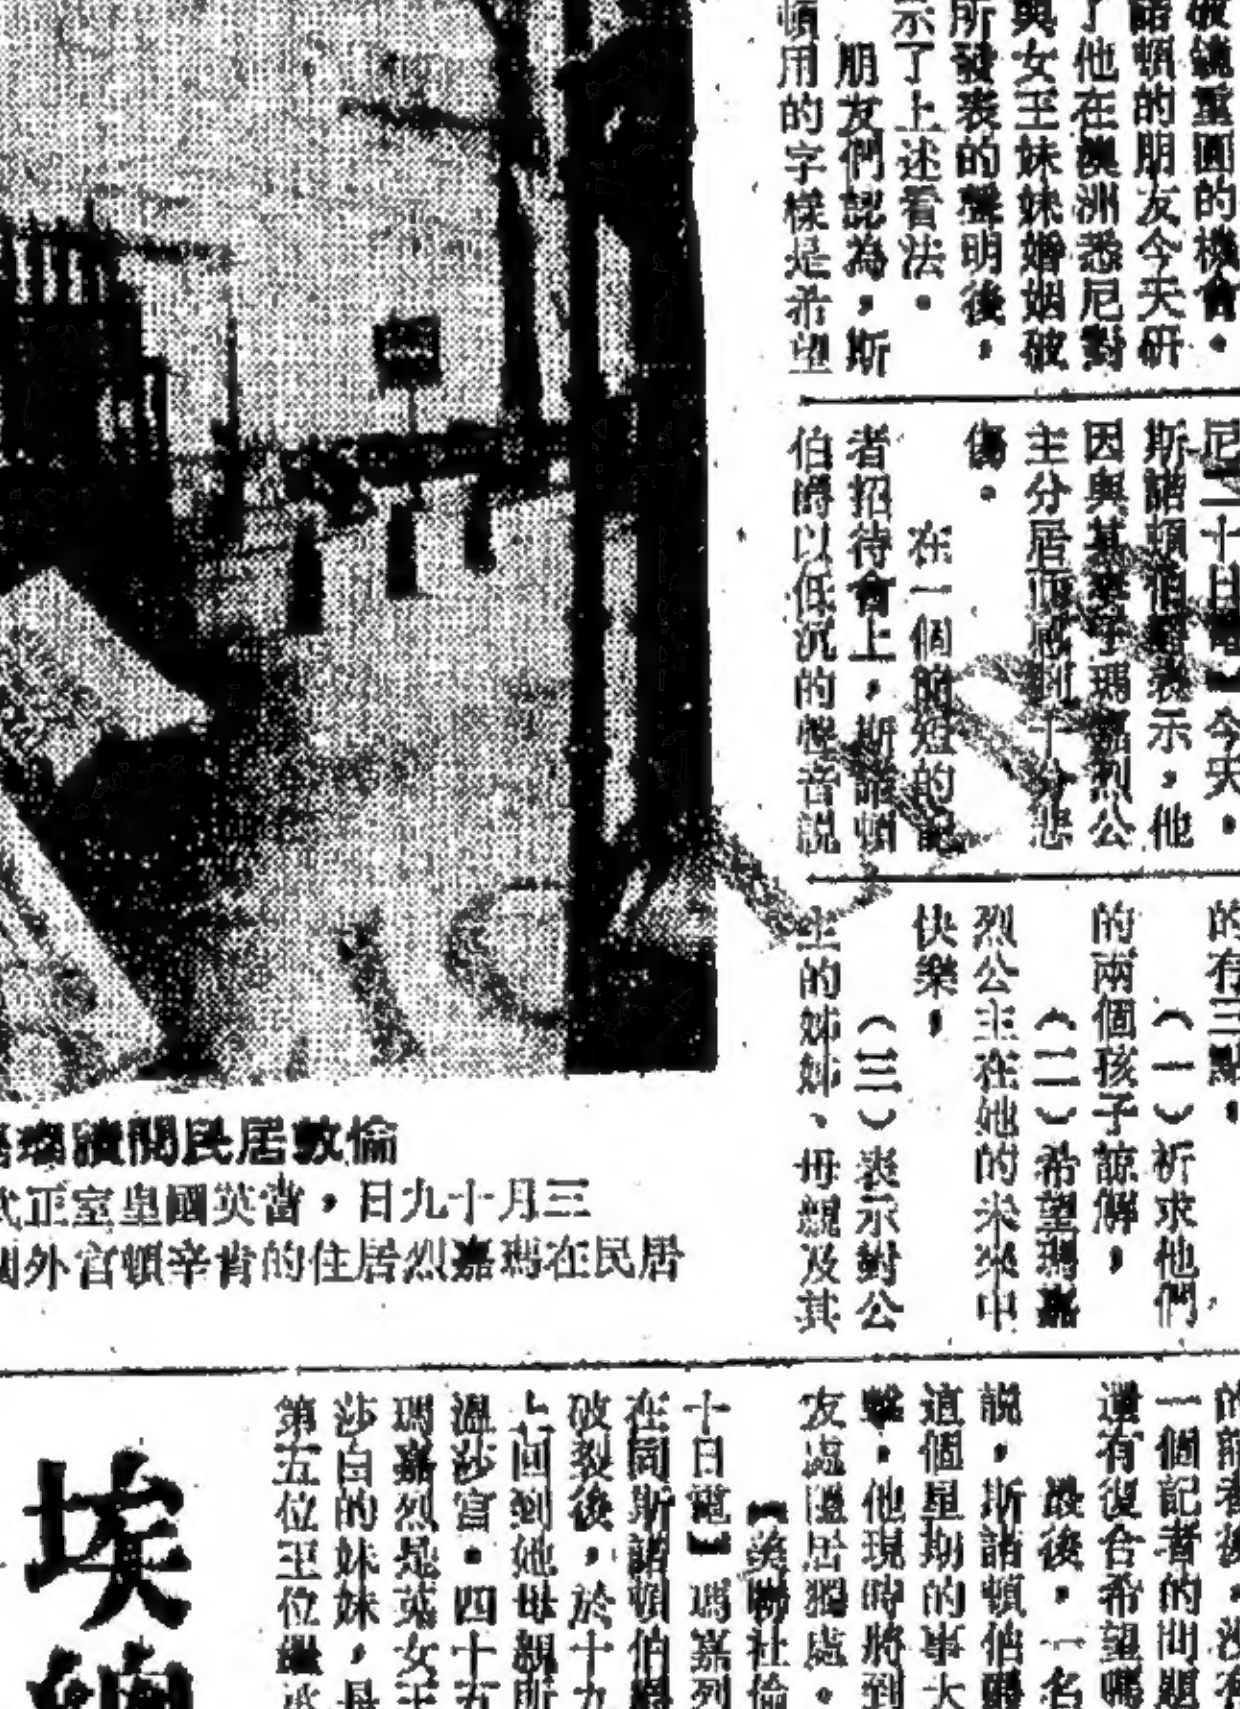 破鏡重圓的機會。
諾頓的朋友今天研
了他在澳洲悉尼對
與女王妹妹婚姻破
所發表的聲明後，
示了上述看法。
朋友們認為，斯
頓用的字樣是希望
尼二十日電】今天，
斯諾頓伯爵表示，他
因與其妻子瑪嘉烈公
主分居而感到十分悲
傷。
在一個簡短的記
者招待會上，斯諾頓
伯爵以低沉的聲音說
的有三點，
（一）祈求他們
的兩個孩子諒解，
（二）希望瑪嘉
烈公主在她的未來中
快樂，
（三）表示對公
主的姊姊、母親及其
倫敦居民閱讀瑪
三月十九日，當英國皇室正式
居民在瑪嘉烈居住的肯辛頓宮外
的記者後，沒有
一個記者的問題
還有復合希望嗎
最後，一名
說，斯諾頓伯爵
這個星期的事大
擊，他現時將到
友處隱居獨處。
【美聯社倫
十日電】瑪嘉烈
在同斯諾頓伯爵
破裂後，於十九
上回到她母親所
溫莎宮。四十五
瑪嘉烈是英女王
莎白的妹妹，是
第五位王位繼承
埃